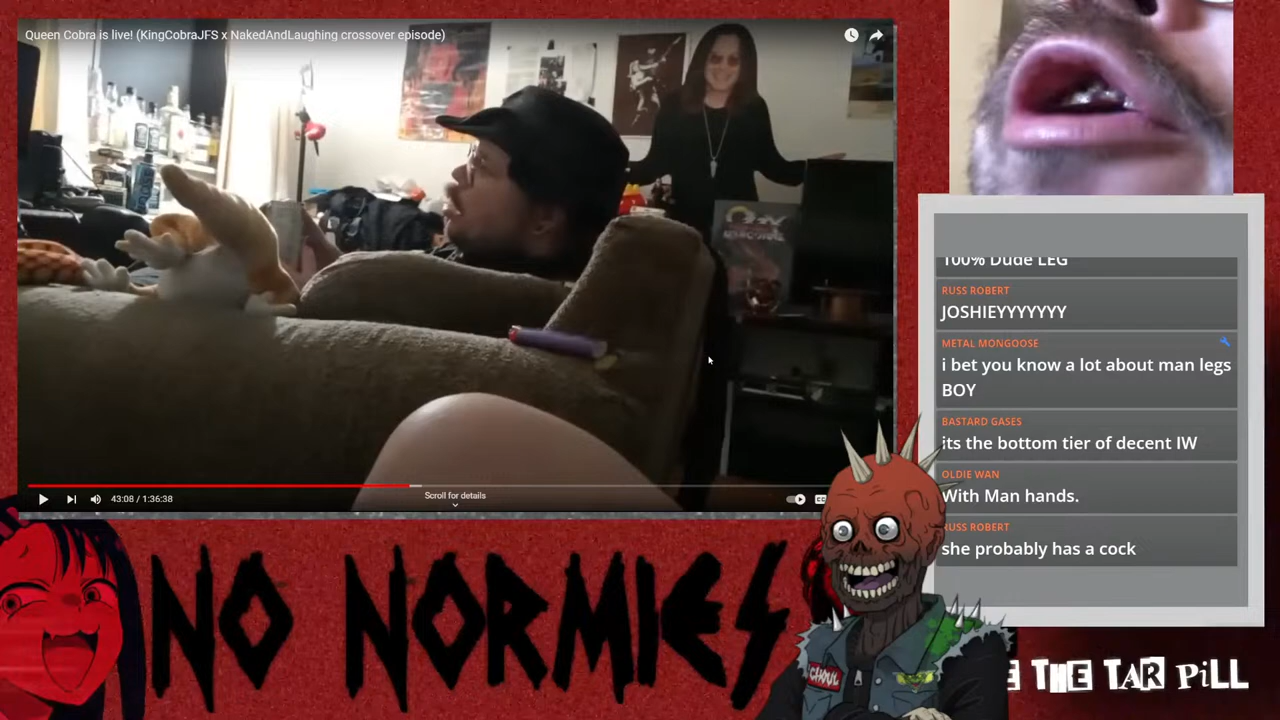 Queen Cobra is live! (KingCobraJFS x NakedAndLaughing crossover episode)
43:08 / 1:36:38
Scroll for details
100% Dude LEG
RUSS ROBERT
JOSHIEYYYYYYY
METAL MONGOOSE
i bet you know a lot about man legs
BOY
BASTARD GASES
its the bottom tier of decent IW
OLDIE WAN
With Man hands.
RUSS ROBERT
she probably has a cock
NO NORMIES
GHOUL
THE TAR PiLL